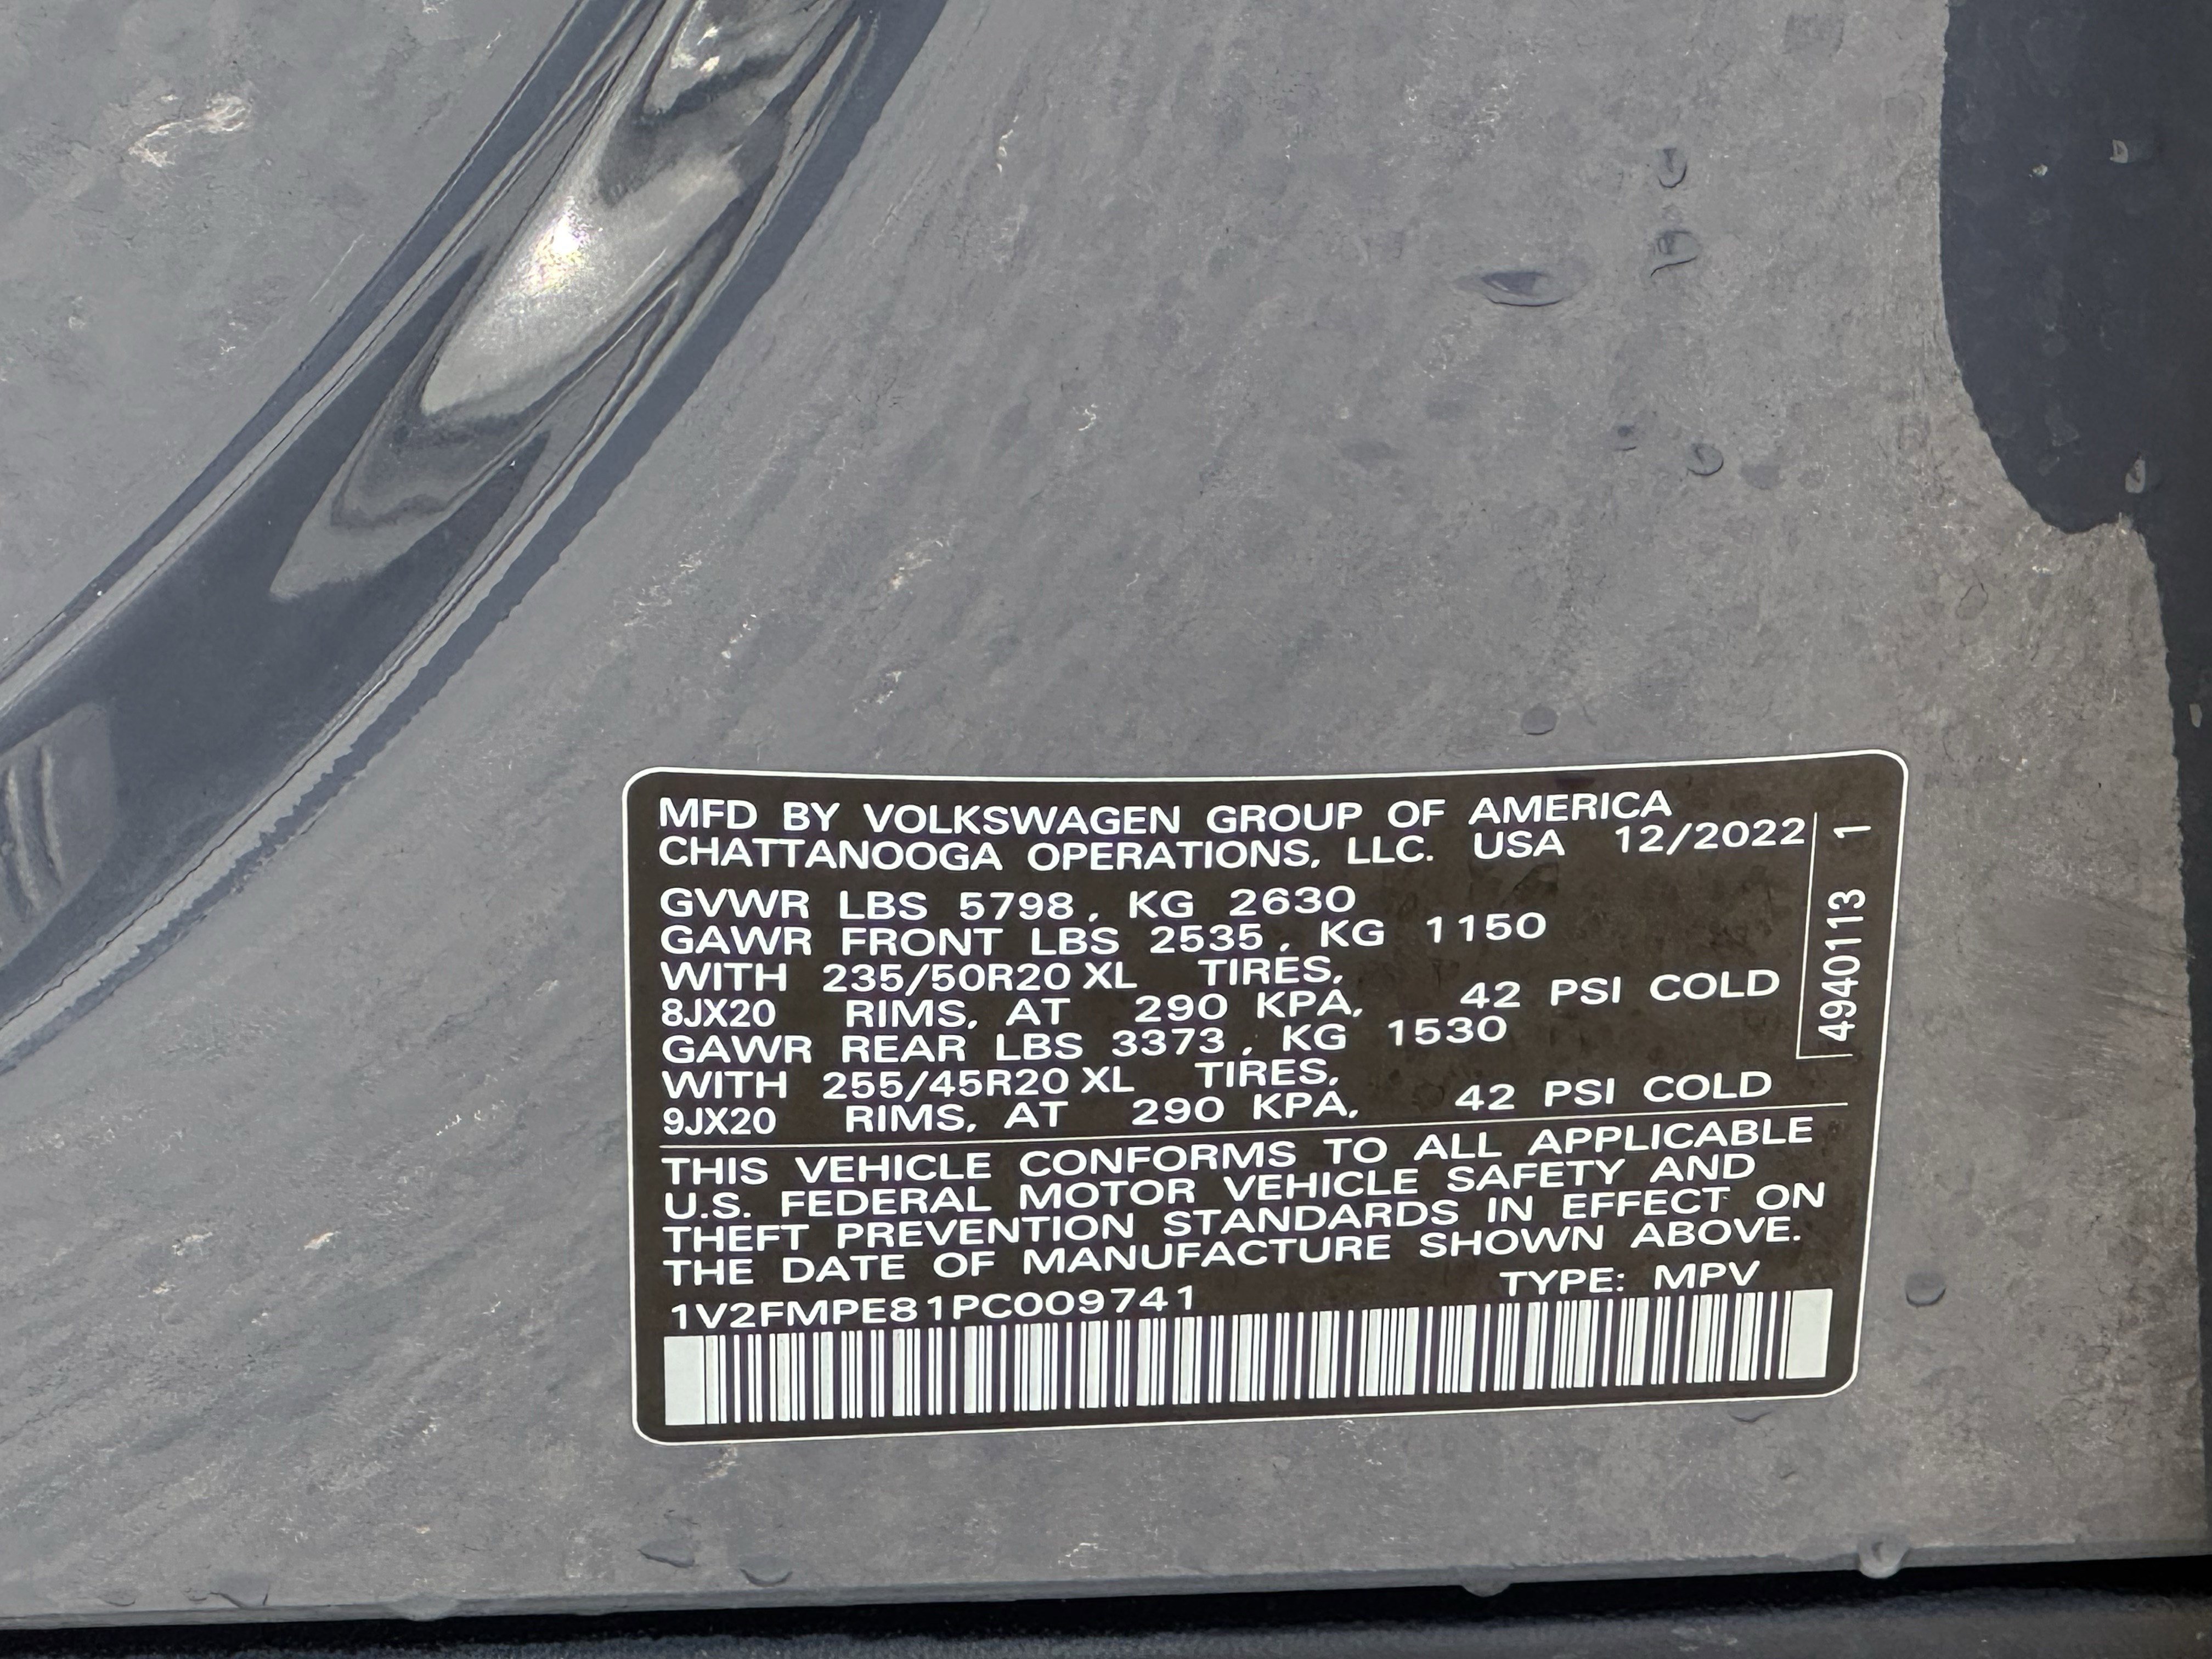 MFD BY VOLKSWAGEN GROUP OF AMERICA
CHATTANOOGA OPERATIONS, LLC. USA 12/2022
GVWR LBS 5798, KG 2630
GAWR FRONT LBS 2535, KG 1150
WITH 235/50R20 XL TIRES,
8JX20 RIMS, AT 290 KPA, 42 PSI COLD
GAWR REAR LBS 3373, KG 1530
WITH 255/45R20 XL TIRES,
9JX20 RIMS, AT 290 KPA, 42 PSI COLD
THIS VEHICLE CONFORMS TO ALL APPLICABLE
U.S. FEDERAL MOTOR VEHICLE SAFETY AND
THEFT PREVENTION STANDARDS IN EFFECT ON
THE DATE OF MANUFACTURE SHOWN ABOVE.
1V2FMPE81PC009741 TYPE: MPV
4940113 1